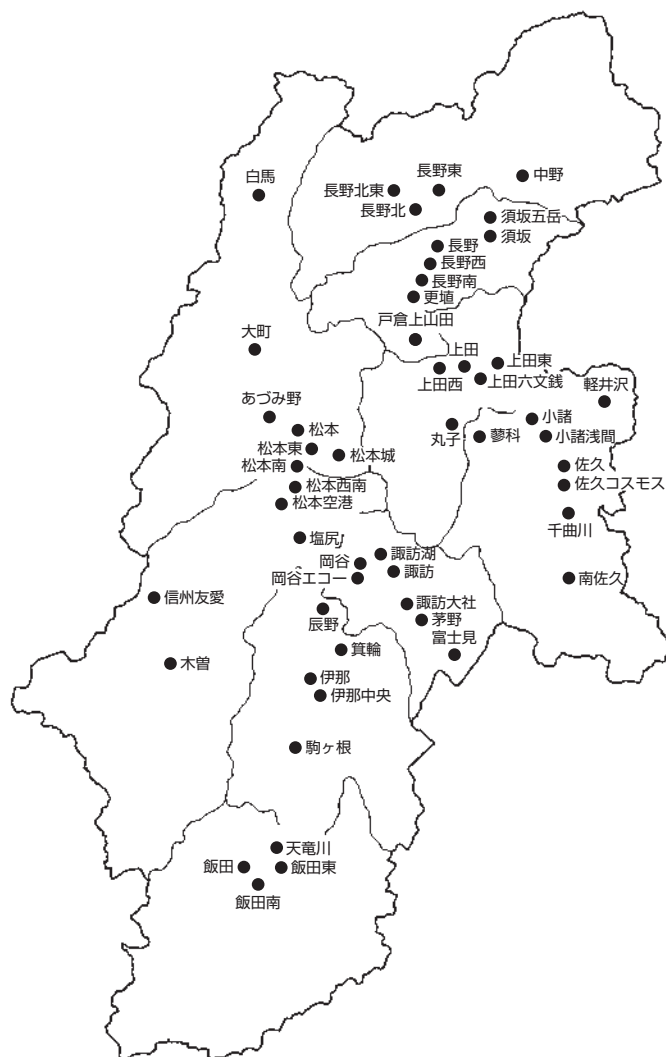 白馬
長野北東
長野東
中野
長野北
須坂五岳
須坂
長野
長野西
長野南
更埴
戸倉上山田
大町
上田
上田東
上田西
上田六文銭
軽井沢
あづみ野
松本
丸子
蓼科
小諸
小諸浅間
松本東
松本城
松本南
佐久
佐久コスモス
松本西南
松本空港
千曲川
塩尻
諏訪湖
岡谷
諏訪
岡谷エコー
南佐久
信州友愛
辰野
諏訪大社
茅野
富士見
箕輪
木曽
伊那
伊那中央
駒ヶ根
天竜川
飯田
飯田東
飯田南